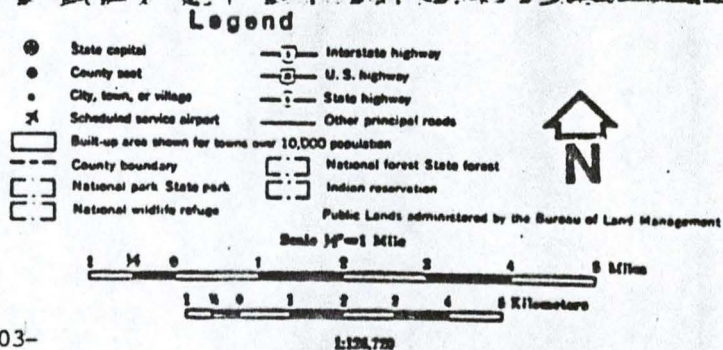 Legend
State capital
County seat
City, town, or village
Scheduled service airport
Built-up area shown for towns over 10,000 population
County boundary
National park State park
National wildlife refuge
Interstate highway
U.S. highway
State highway
Other principal roads
National forest State forest
Indian reservation
Public Lands administered by the Bureau of Land Management
N
Scale ½"=1 Mile
1 ½ 0 1 2 3 4 5 Miles
1 ½ 0 1 2 3 4 5 Kilometers
03-